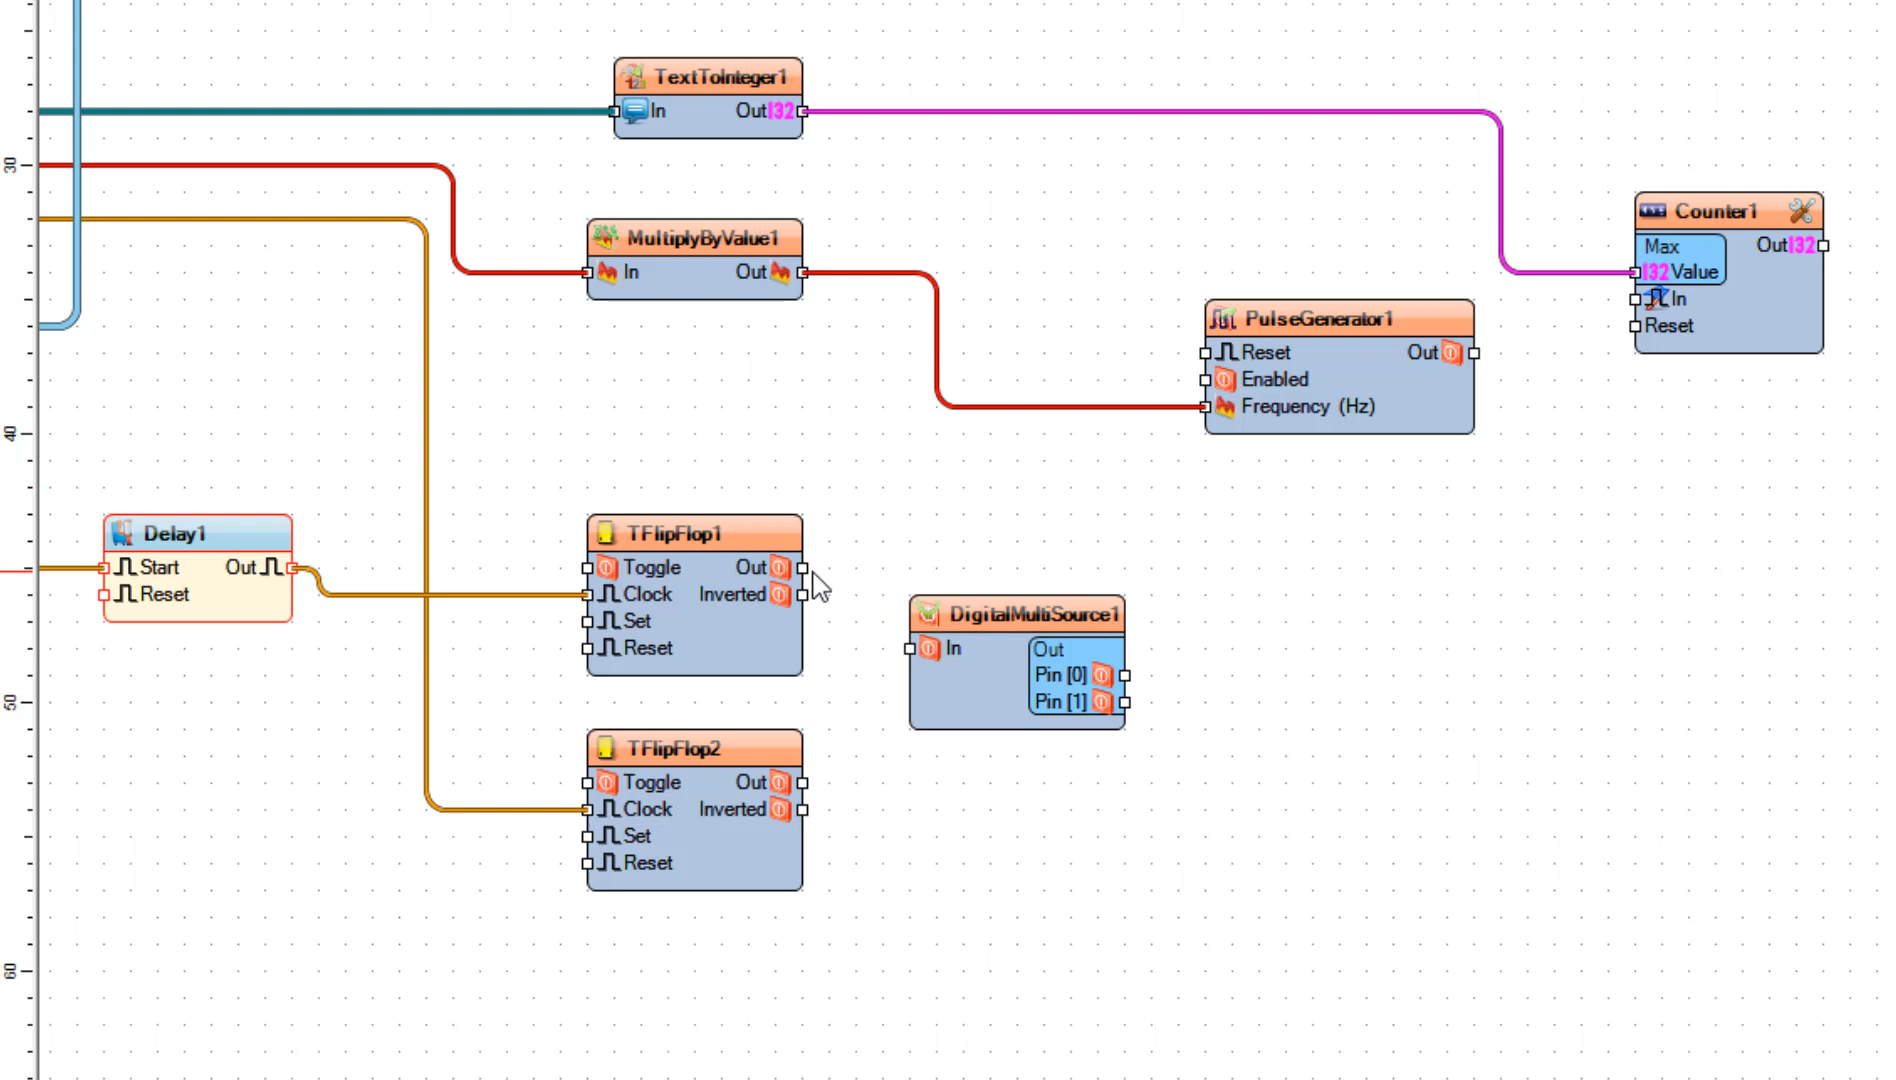 TextToInteger1
In Out I32
30
MultiplyByValue1
In Out
Counter1
Max
Out I32
I32 Value
In
Reset
PulseGenerator1
Reset Out
Enabled
Frequency (Hz)
40
Delay1
Start Out
Reset
TFlipFlop1
Toggle Out
Clock Inverted
Set
Reset
DigitalMultiSource1
In Out
Pin [0]
Pin [1]
50
TFlipFlop2
Toggle Out
Clock Inverted
Set
Reset
60